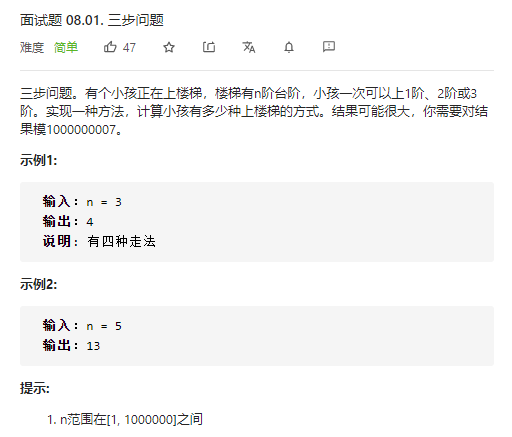 面试题 08.01. 三步问题
难度 简单 47
三步问题。有个小孩正在上楼梯，楼梯有n阶台阶，小孩一次可以上1阶、2阶或3
阶。实现一种方法，计算小孩有多少种上楼梯的方式。结果可能很大，你需要对结
果模1000000007。
示例1:
输入：n = 3
输出：4
说明：有四种走法
示例2:
输入：n = 5
输出：13
提示:
1. n范围在[1, 1000000]之间